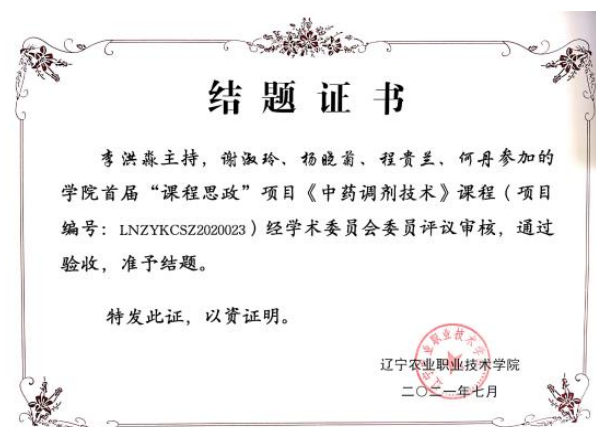 结题证书
李洪淼主持，谢淑玲、杨晓菊、程贵兰、何丹参加的
学院首届“课程思政”项目《中药调剂技术》课程（项目
编号：LNZYKCSZ2020023）经学术委员会委员评议审核，通过
验收，准予结题。
特发此证，以资证明。
辽宁农业职业技术学院
二〇二一年七月